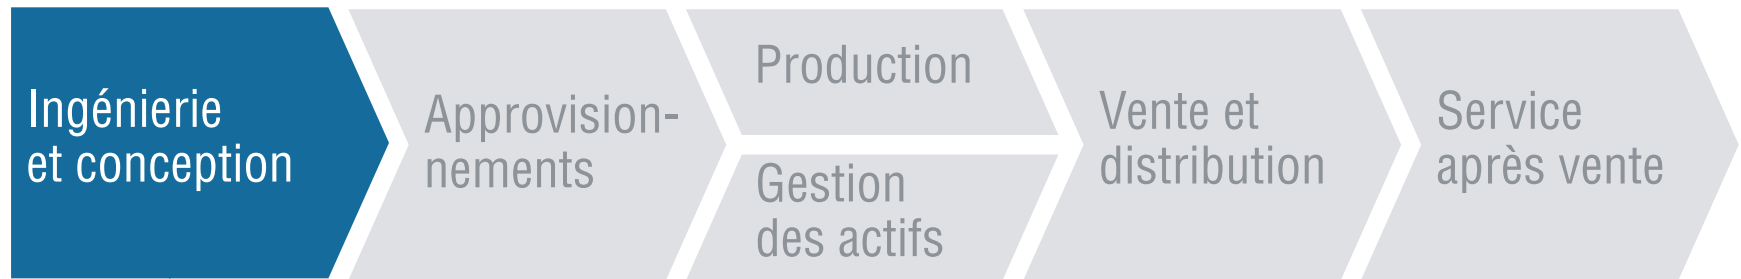 Ingénierie
et conception
Approvision-
nements
Production
Gestion
des actifs
Vente et
distribution
Service
après vente